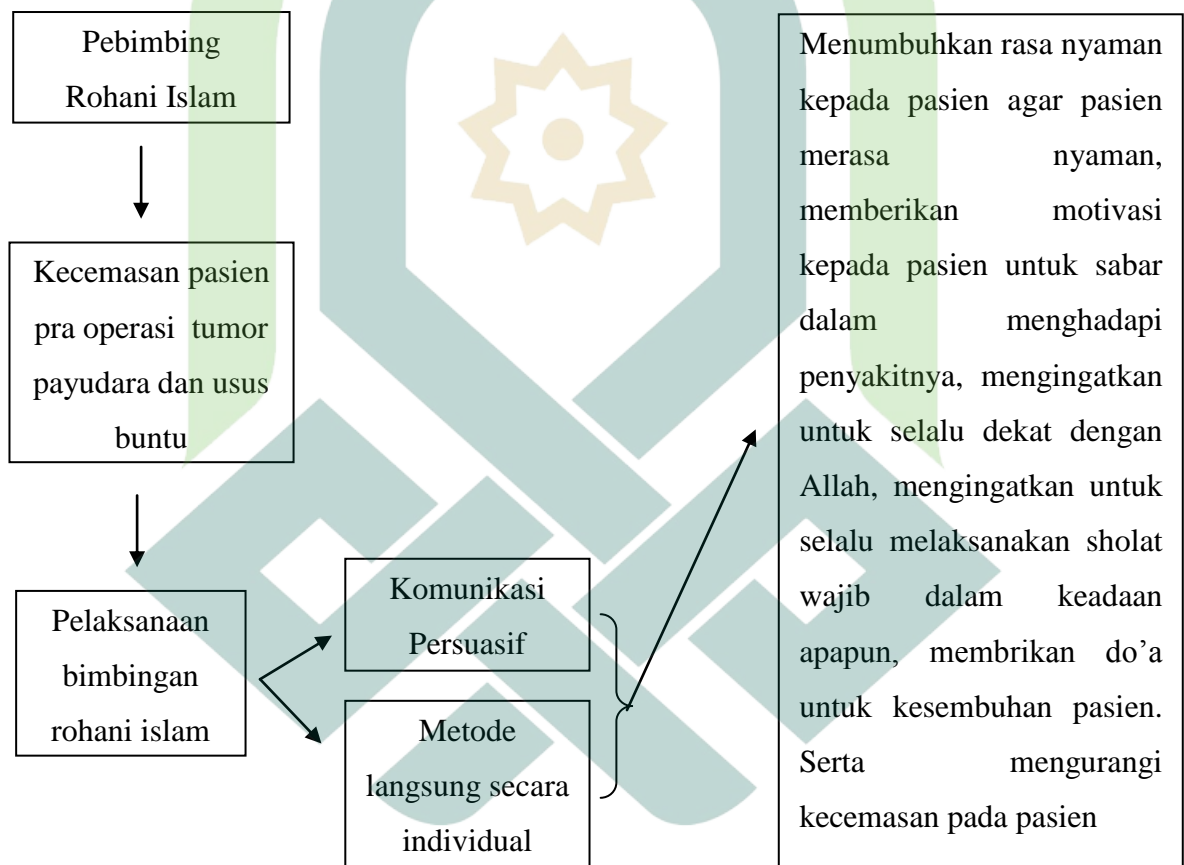 Pebimbing
Rohani Islam
Kecemasan pasien
pra operasi tumor
payudara dan usus
buntu
Pelaksanaan
bimbingan
rohani islam
Komunikasi
Persuasif
Metode
langsung secara
individual
Menumbuhkan rasa nyaman
kepada pasien agar pasien
merasa nyaman,
memberikan motivasi
kepada pasien untuk sabar
dalam menghadapi
penyakitnya, mengingatkan
untuk selalu dekat dengan
Allah, mengingatkan untuk
selalu melaksanakan sholat
wajib dalam keadaan
apapun, membrikan do’a
untuk kesembuhan pasien.
Serta mengurangi
kecemasan pada pasien